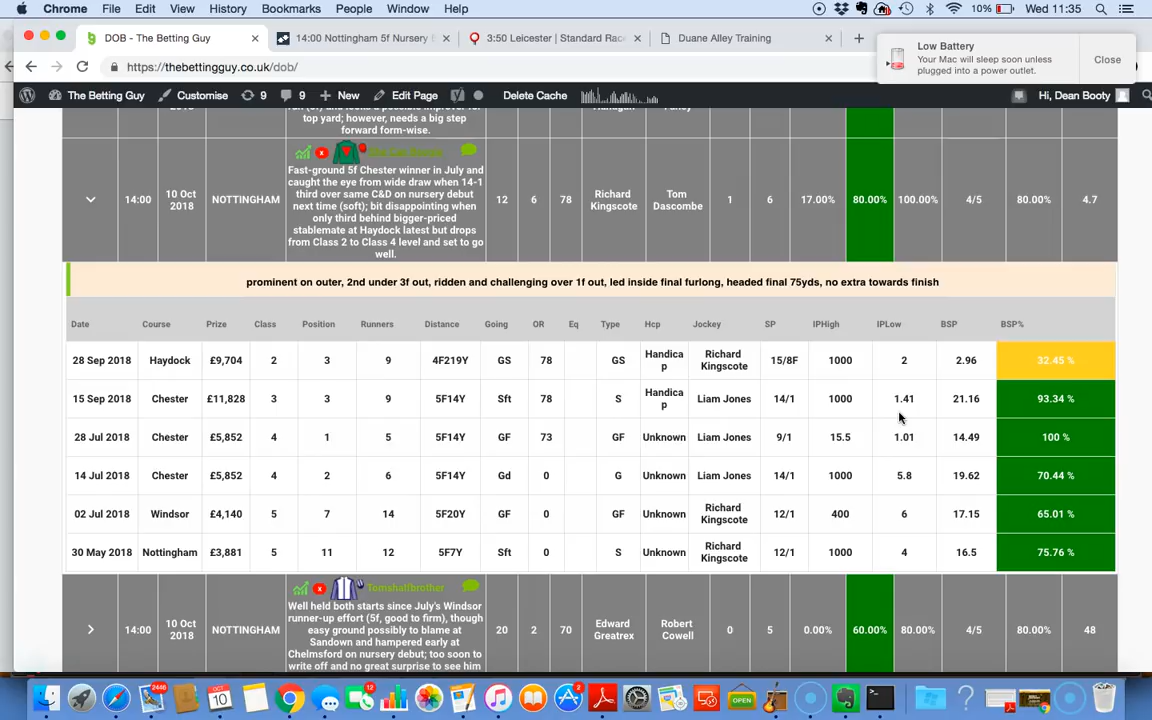 Chrome File Edit View History Bookmarks People Window Help 10% Wed 11:35
DOB - The Betting Guy 14:00 Nottingham 5f Nursery 3:50 Leicester | Standard Rac Duane Alley Training
Low Battery
Your Mac will sleep soon unless
plugged into a power outlet.
Close
https://thebettingguy.co.uk/dob/
The Betting Guy Customise 9 9 New Edit Page Delete Cache Hi, Dean Booty
top yard; however, needs a big step
forward form-wise.
Fast-ground 5f Chester winner in July and
caught the eye from wide draw when 14-1
third over same C&D on nursery debut
next time (soft); bit disappointing when
only third behind bigger-priced
stablemate at Haydock latest but drops
from Class 2 to Class 4 level and set to go
well.
14:00 10 Oct 2018 NOTTINGHAM 12 6 78 Richard Kingscote Tom Dascombe 1 6 17.00% 80.00% 100.00% 4/5 80.00% 4.7
prominent on outer, 2nd under 3f out, ridden and challenging over 1f out, led inside final furlong, headed final 75yds, no extra towards finish
Date Course Prize Class Position Runners Distance Going OR Eq Type Hcp Jockey SP IPHigh IPLow BSP BSP%
28 Sep 2018 Haydock £9,704 2 3 9 4F219Y GS 78 GS Handicap Richard Kingscote 15/8F 1000 2 2.96 32.45 %
15 Sep 2018 Chester £11,828 3 3 9 5F14Y Sft 78 S Handicap Liam Jones 14/1 1000 1.41 21.16 93.34 %
28 Jul 2018 Chester £5,852 4 1 5 5F14Y GF 73 GF Unknown Liam Jones 9/1 15.5 1.01 14.49 100 %
14 Jul 2018 Chester £5,852 4 2 6 5F14Y Gd 0 G Unknown Liam Jones 14/1 1000 5.8 19.62 70.44 %
02 Jul 2018 Windsor £4,140 5 7 14 5F20Y GF 0 GF Unknown Richard Kingscote 12/1 400 6 17.15 65.01 %
30 May 2018 Nottingham £3,881 5 11 12 5F7Y Sft 0 S Unknown Richard Kingscote 12/1 1000 4 16.5 75.76 %
Tomshalfbrother
Well held both starts since July's Windsor
runner-up effort (5f, good to firm), though
easy ground possibly to blame at
Sandown and hampered early at
Chelmsford on nursery debut; too soon to
write off and no great surprise to see him
14:00 10 Oct 2018 NOTTINGHAM 20 2 70 Edward Greatrex Robert Cowell 0 5 0.00% 60.00% 80.00% 4/5 80.00% 48
2446 OCT 10 12 2 OPEN